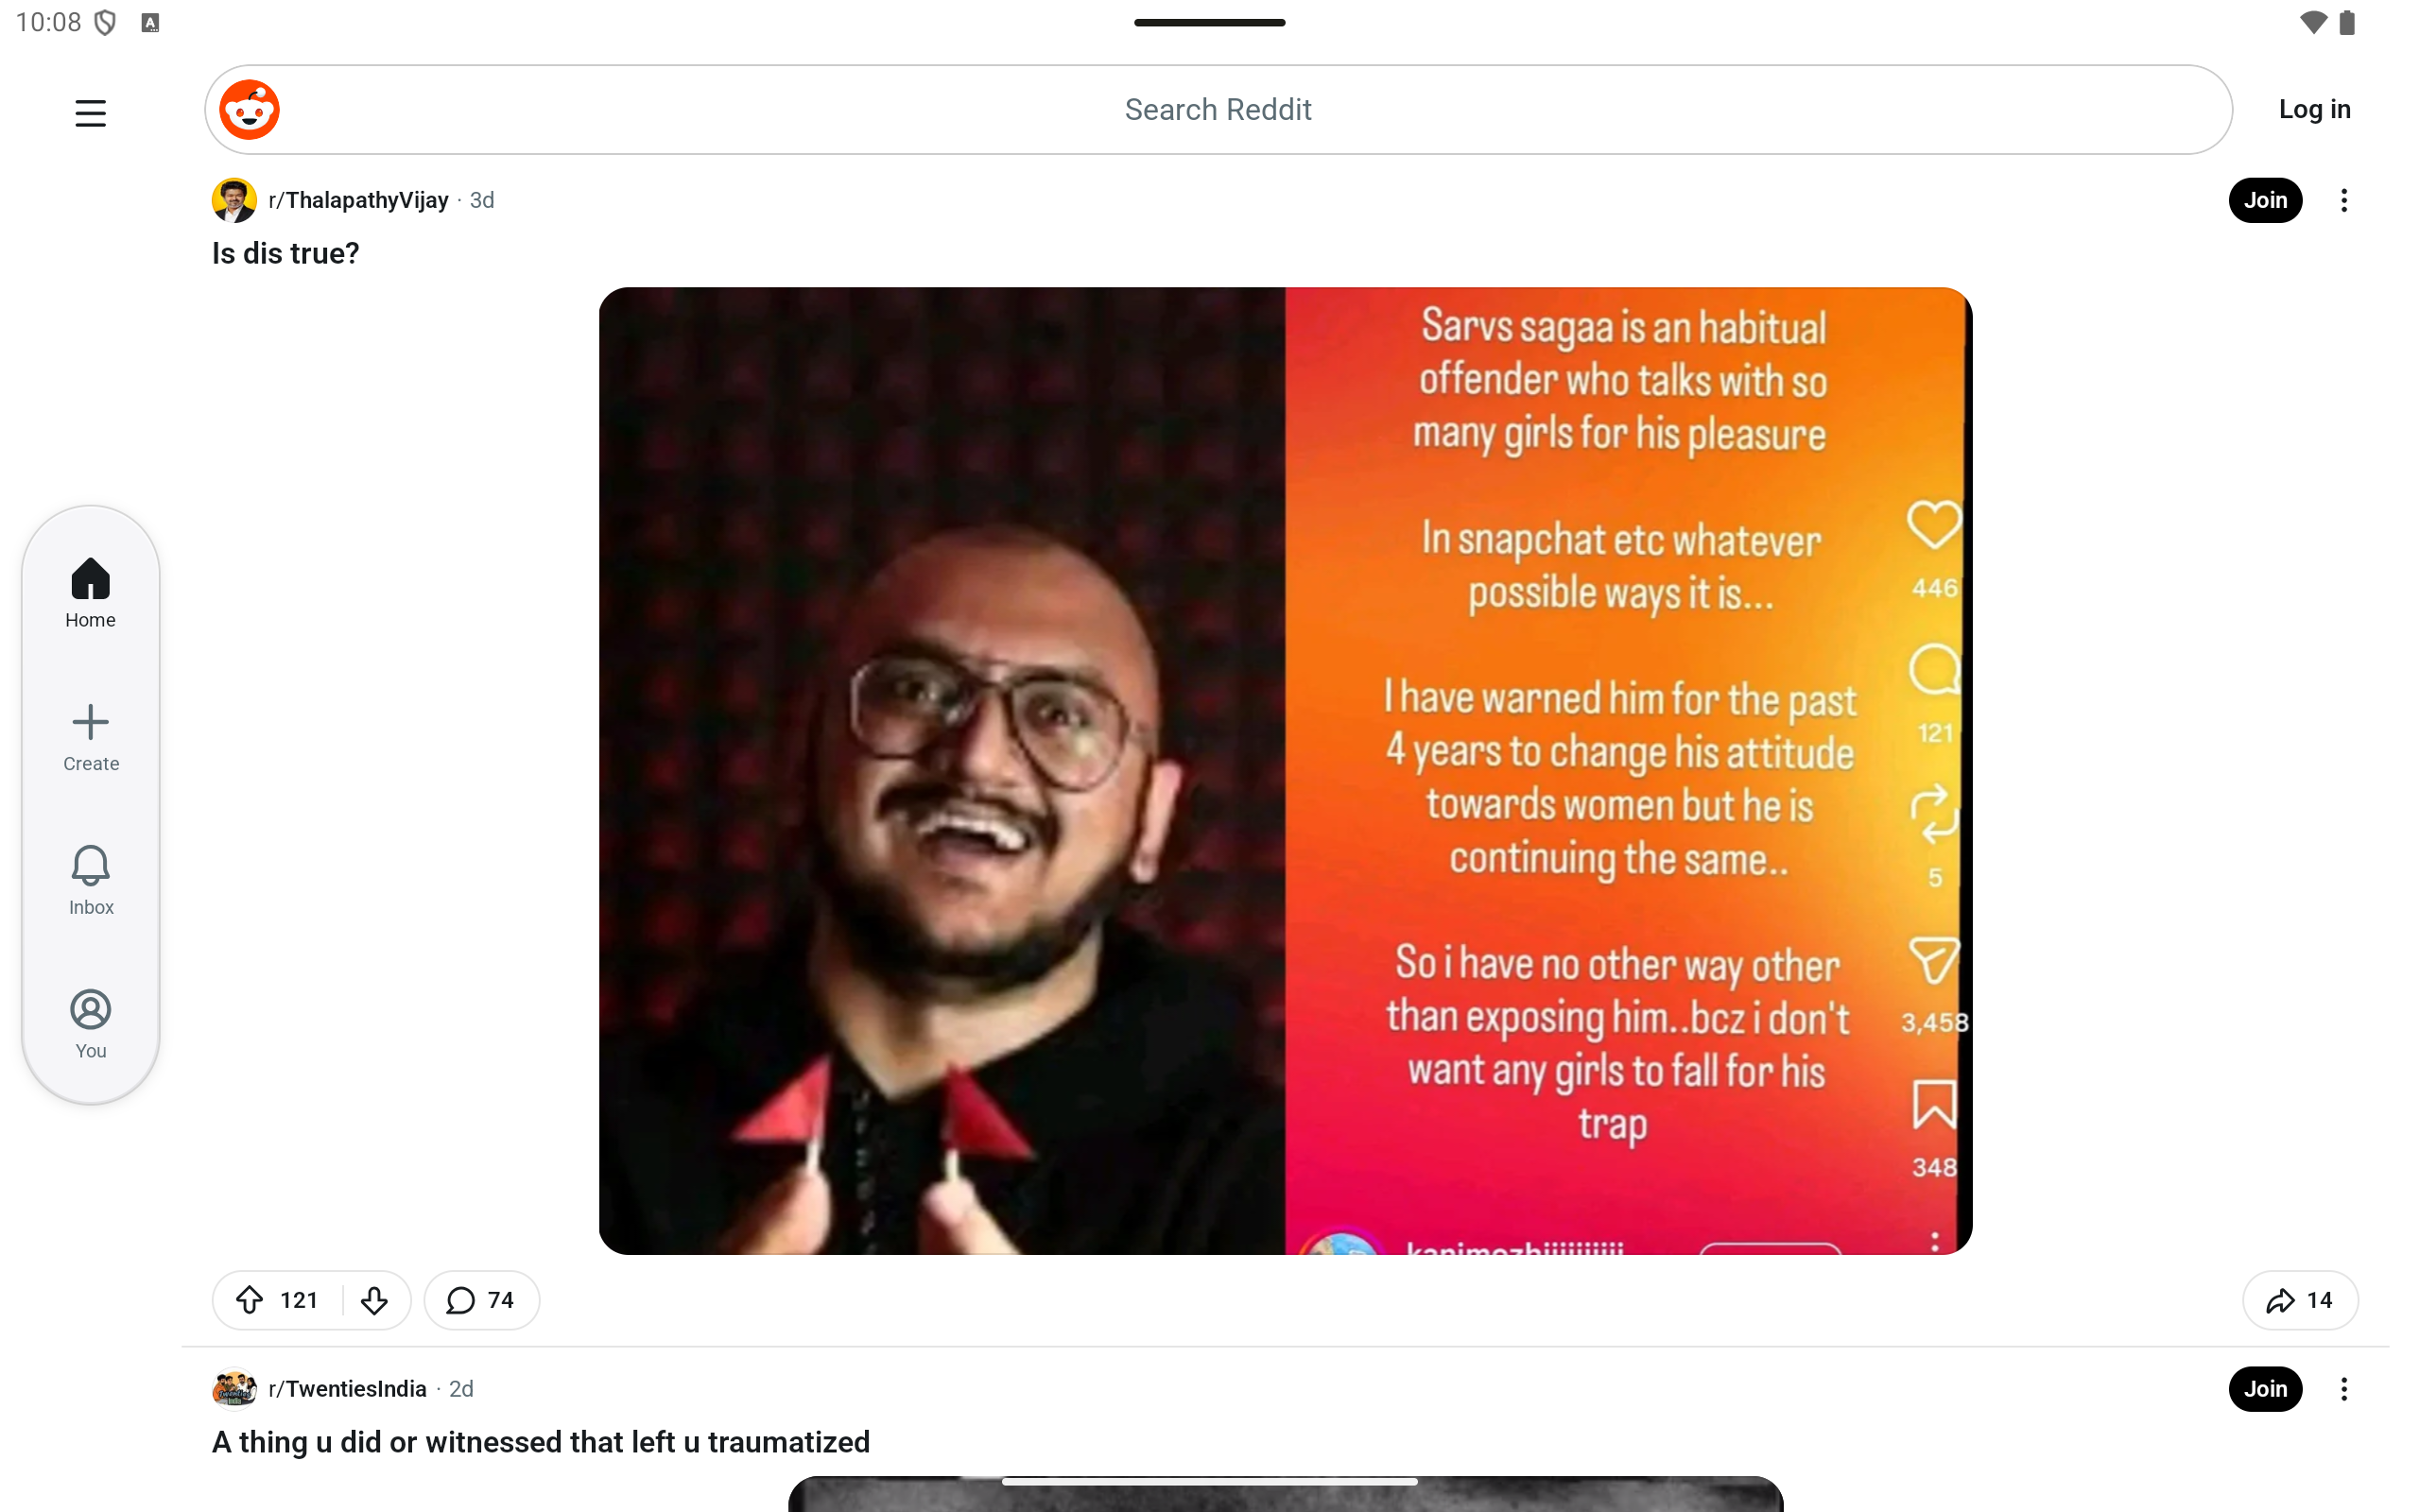 10:08
Search Reddit
Log in
r/ThalapathyVijay · 3d
Join
Is dis true?
Sarvs sagaa is an habitual
offender who talks with so
many girls for his pleasure
In snapchat etc whatever
possible ways it is...
I have warned him for the past
4 years to change his attitude
towards women but he is
continuing the same..
So i have no other way other
than exposing him..bcz i don't
want any girls to fall for his
trap
446
121
5
3,458
348
Home
Create
Inbox
You
121
74
14
r/TwentiesIndia · 2d
Join
A thing u did or witnessed that left u traumatized